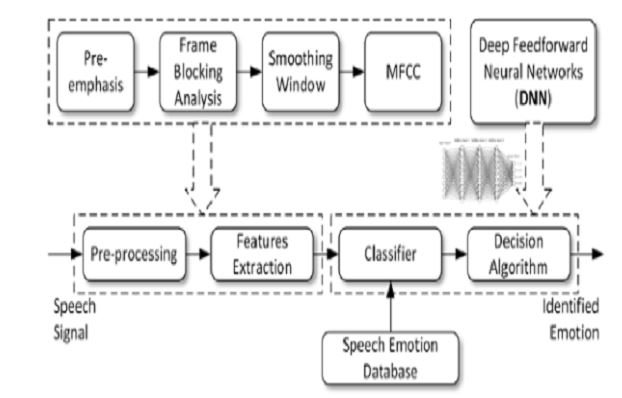 Pre-
emphasis
Frame
Blocking
Analysis
Smoothing
Window
MFCC
Deep Feedforward
Neural Networks
(DNN)
Pre-processing
Features
Extraction
Classifier
Decision
Algorithm
Speech
Signal
Identified
Emotion
Speech Emotion
Database